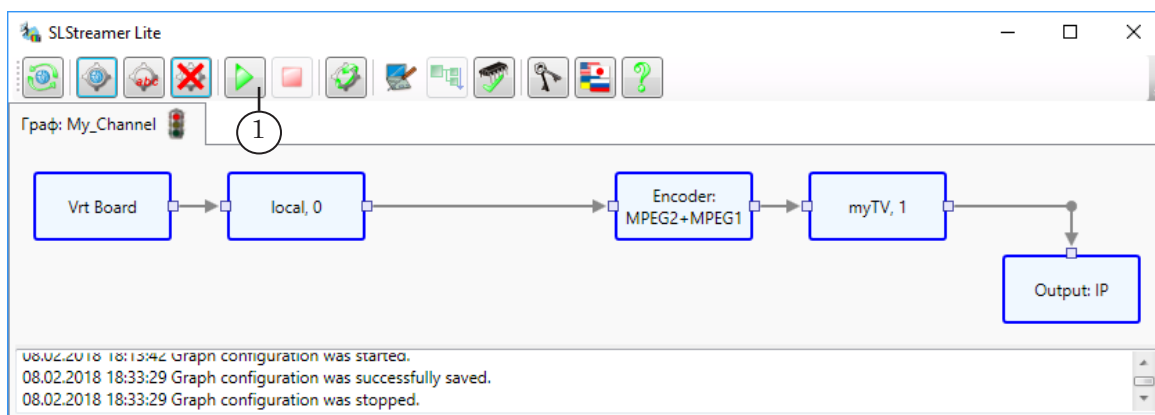 SLStreamer Lite
abc
1
Граф: My_Channel
Vrt Board
local, 0
Encoder:
MPEG2+MPEG1
myTV, 1
Output: IP
08.02.2018 18:13:42 Graph configuration was started.
08.02.2018 18:33:29 Graph configuration was successfully saved.
08.02.2018 18:33:29 Graph configuration was stopped.